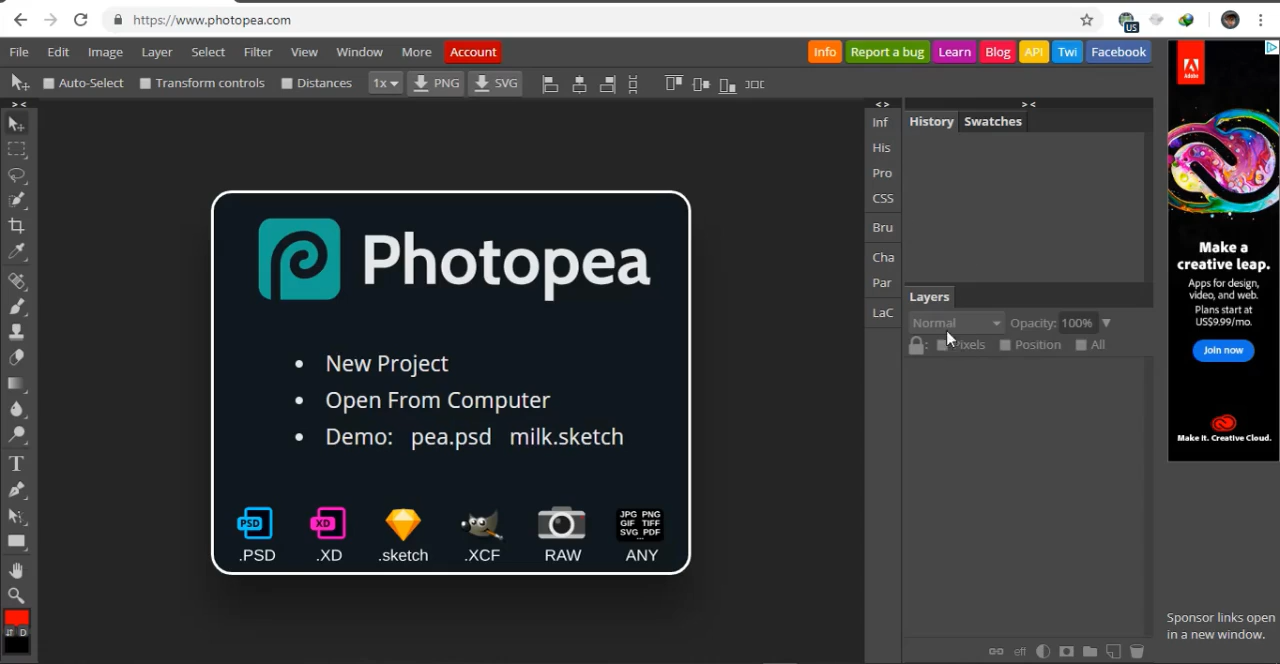 https://www.photopea.com
US
File Edit Image Layer Select Filter View Window More Account
Info Report a bug Learn Blog API Twi Facebook
Auto-Select Transform controls Distances 1x PNG SVG
Inf
His
Pro
CSS
Bru
Cha
Par
LaC
History Swatches
Layers
Normal Opacity: 100%
Pixels Position All
Photopea
New Project
Open From Computer
Demo: pea.psd milk.sketch
PSD XD JPG PNG
GIF TIFF
SVG PDF
...
.PSD .XD .sketch .XCF RAW ANY
T
D
eff
Adobe
Make a
creative leap.
Apps for design,
video, and web.
Plans start at
US$9.99/mo.
Join now
Make it. Creative Cloud.
Sponsor links open
in a new window.